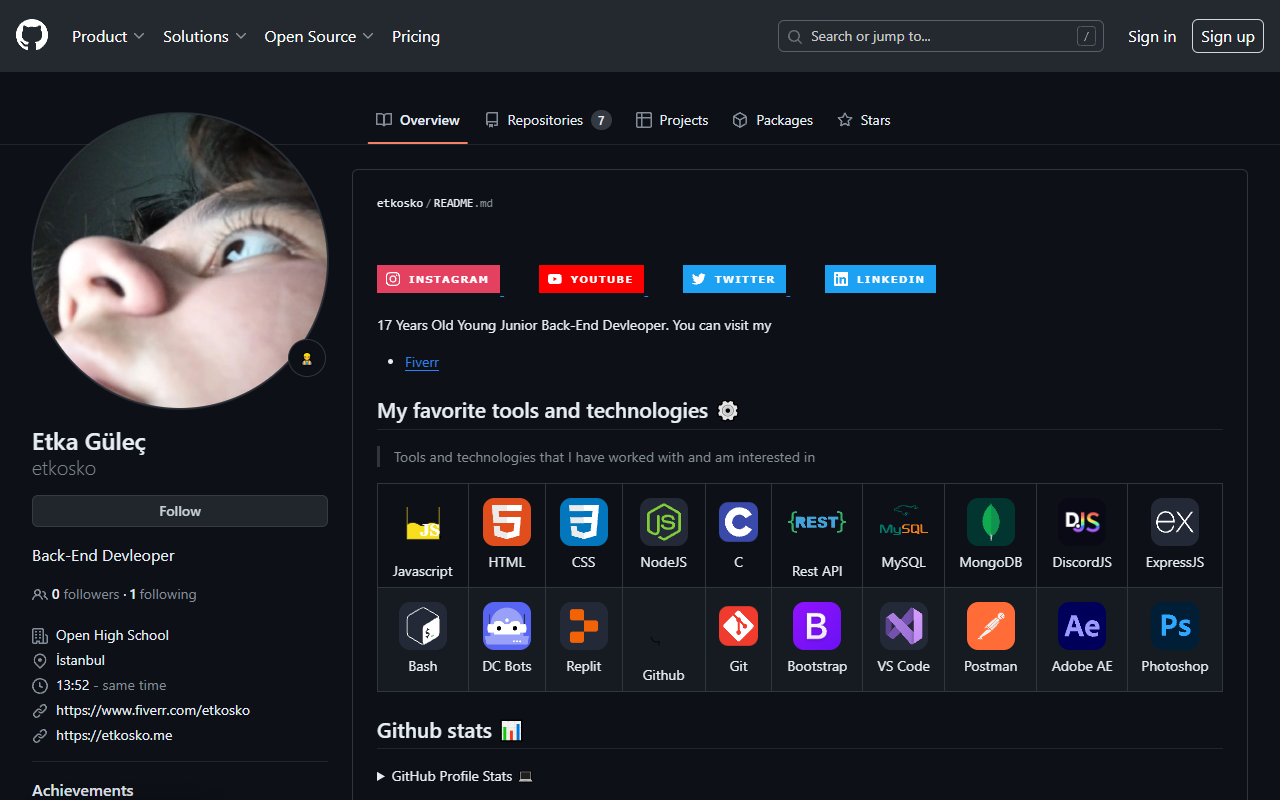 Product Solutions Open Source Pricing Search or jump to... / Sign in Sign up
Overview Repositories 7 Projects Packages Stars
etkosko/README.md
INSTAGRAM YOUTUBE TWITTER LINKEDIN
17 Years Old Young Junior Back-End Devleoper. You can visit my
Fiverr
My favorite tools and technologies
Tools and technologies that I have worked with and am interested in
JS {REST} MySQL DJS ex
Javascript HTML CSS NodeJS C Rest API MySQL MongoDB DiscordJS ExpressJS
B Ae Ps
Bash DC Bots Replit Github Git Bootstrap VS Code Postman Adobe AE Photoshop
Github stats
GitHub Profile Stats
Etka Güleç
etkosko
Follow
Back-End Devleoper
0 followers · 1 following
Open High School
İstanbul
13:52 - same time
https://www.fiverr.com/etkosko
https://etkosko.me
Achievements